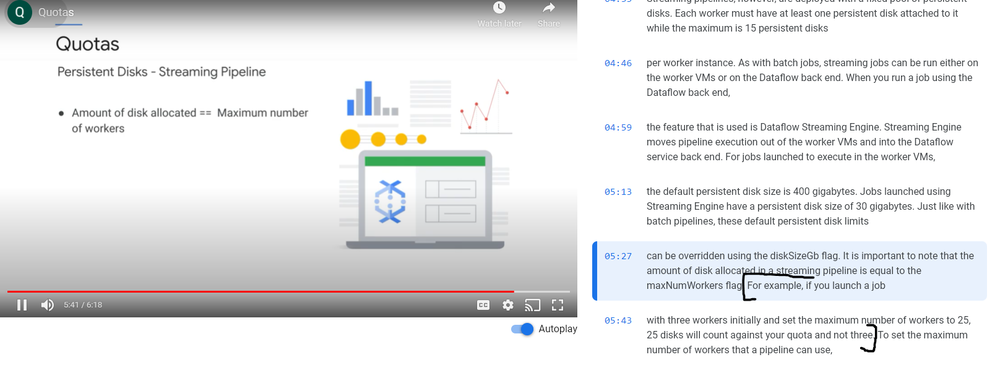 Q Quotas
Watch later
Share
Quotas
Persistent Disks - Streaming Pipeline
● Amount of disk allocated == Maximum number
of workers
5:41 / 6:18
CC
Autoplay
disks. Each worker must have at least one persistent disk attached to it
while the maximum is 15 persistent disks
04:46 per worker instance. As with batch jobs, streaming jobs can be run either on
the worker VMs or on the Dataflow back end. When you run a job using the
Dataflow back end,
04:59 the feature that is used is Dataflow Streaming Engine. Streaming Engine
moves pipeline execution out of the worker VMs and into the Dataflow
service back end. For jobs launched to execute in the worker VMs,
05:13 the default persistent disk size is 400 gigabytes. Jobs launched using
Streaming Engine have a persistent disk size of 30 gigabytes. Just like with
batch pipelines, these default persistent disk limits
05:27 can be overridden using the diskSizeGb flag. It is important to note that the
amount of disk allocated in a streaming pipeline is equal to the
maxNumWorkers flag. For example, if you launch a job
05:43 with three workers initially and set the maximum number of workers to 25,
25 disks will count against your quota and not three. To set the maximum
number of workers that a pipeline can use,